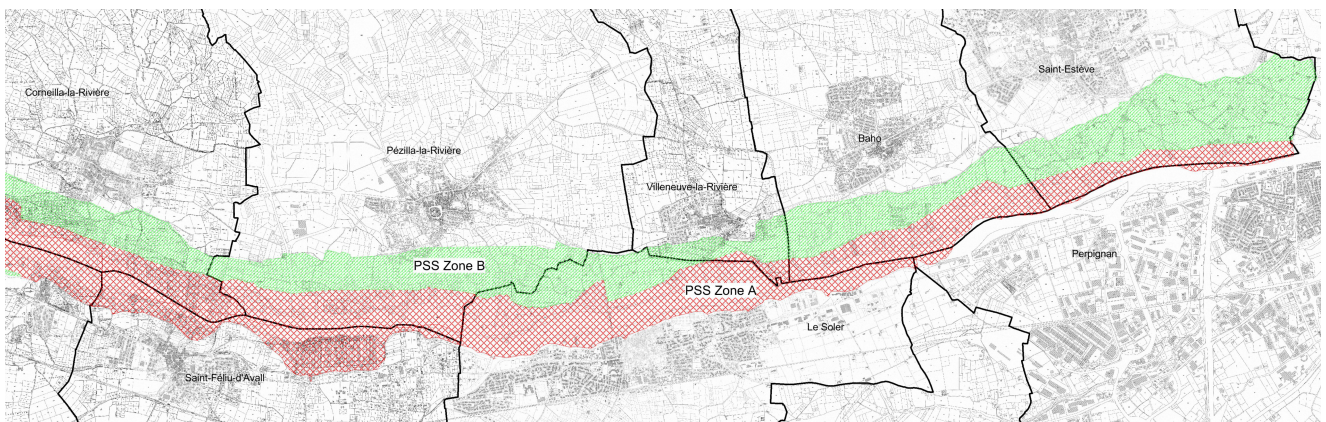 Saint-Estève
Corneilla-la-Rivière
Baho
Pézilla-la-Rivière
Villeneuve-la-Rivière
Perpignan
PSS Zone B
PSS Zone A
Le Soler
Saint-Féliu-d'Avall